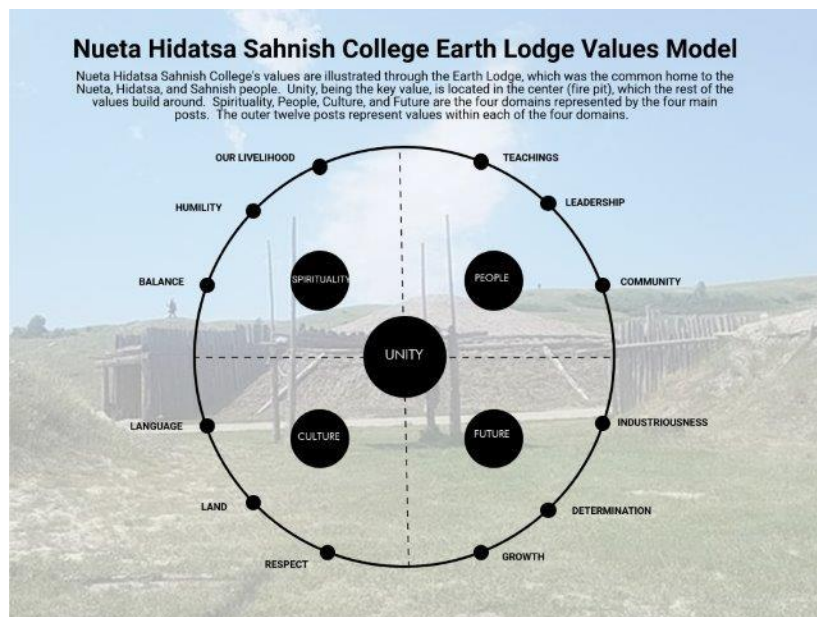 Nueta Hidatsa Sahnish College Earth Lodge Values Model
Nueta Hidatsa Sahnish College's values are illustrated through the Earth Lodge, which was the common home to the
Nueta, Hidatsa, and Sahnish people. Unity, being the key value, is located in the center (fire pit), which the rest of the
values build around. Spirituality, People, Culture, and Future are the four domains represented by the four main
posts. The outer twelve posts represent values within each of the four domains.
OUR LIVELIHOOD
TEACHINGS
HUMILITY
LEADERSHIP
BALANCE
SPIRITUALITY
PEOPLE
COMMUNITY
UNITY
LANGUAGE
CULTURE
FUTURE
INDUSTRIOUSNESS
LAND
DETERMINATION
RESPECT
GROWTH